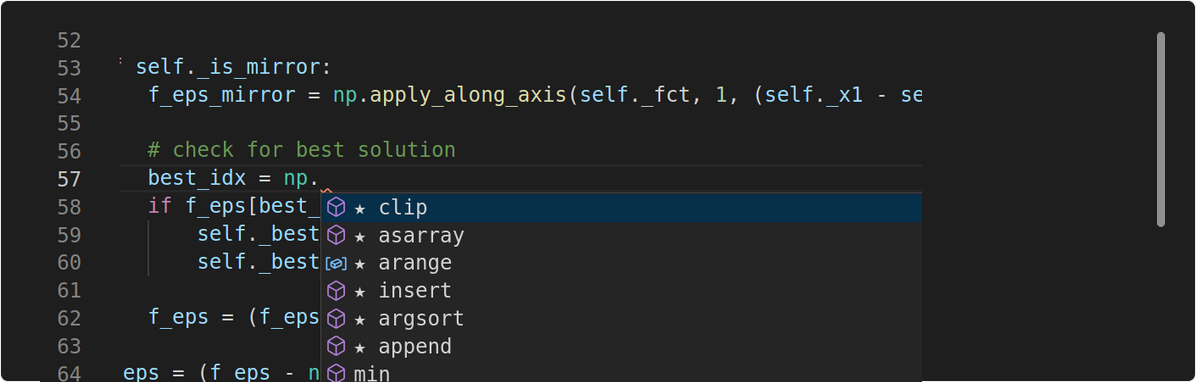 52
53 self._is_mirror:
54 f_eps_mirror = np.apply_along_axis(self._fct, 1, (self._x1 - se
55
56 # check for best solution
57 best_idx = np.
58 if f_eps[best_ ★ clip
59 self._best ★ asarray
60 self._best ★ arange
61 ★ insert
62 f_eps = (f_eps ★ argsort
63 ★ append
64 eps = (f_eps - n min